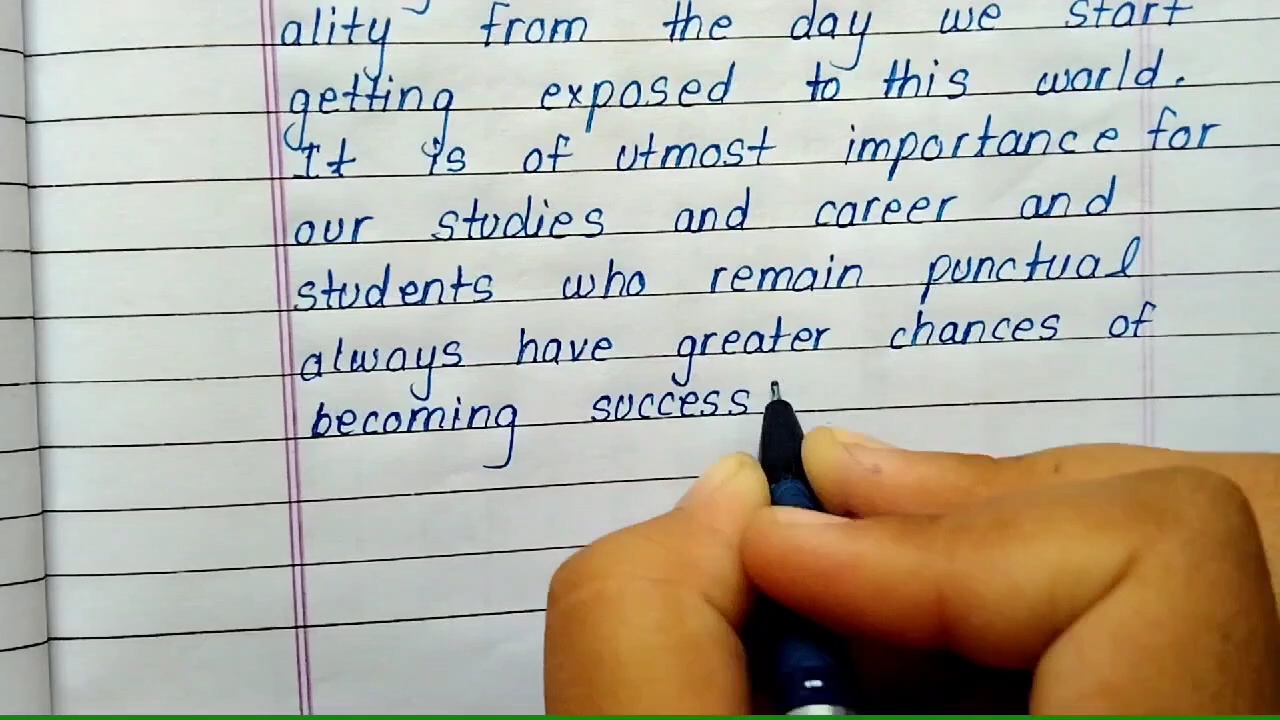 ality from the day we start
getting exposed to this world.
It is of utmost importance for
our studies and career and
students who remain punctual
always have greater chances of
becoming success